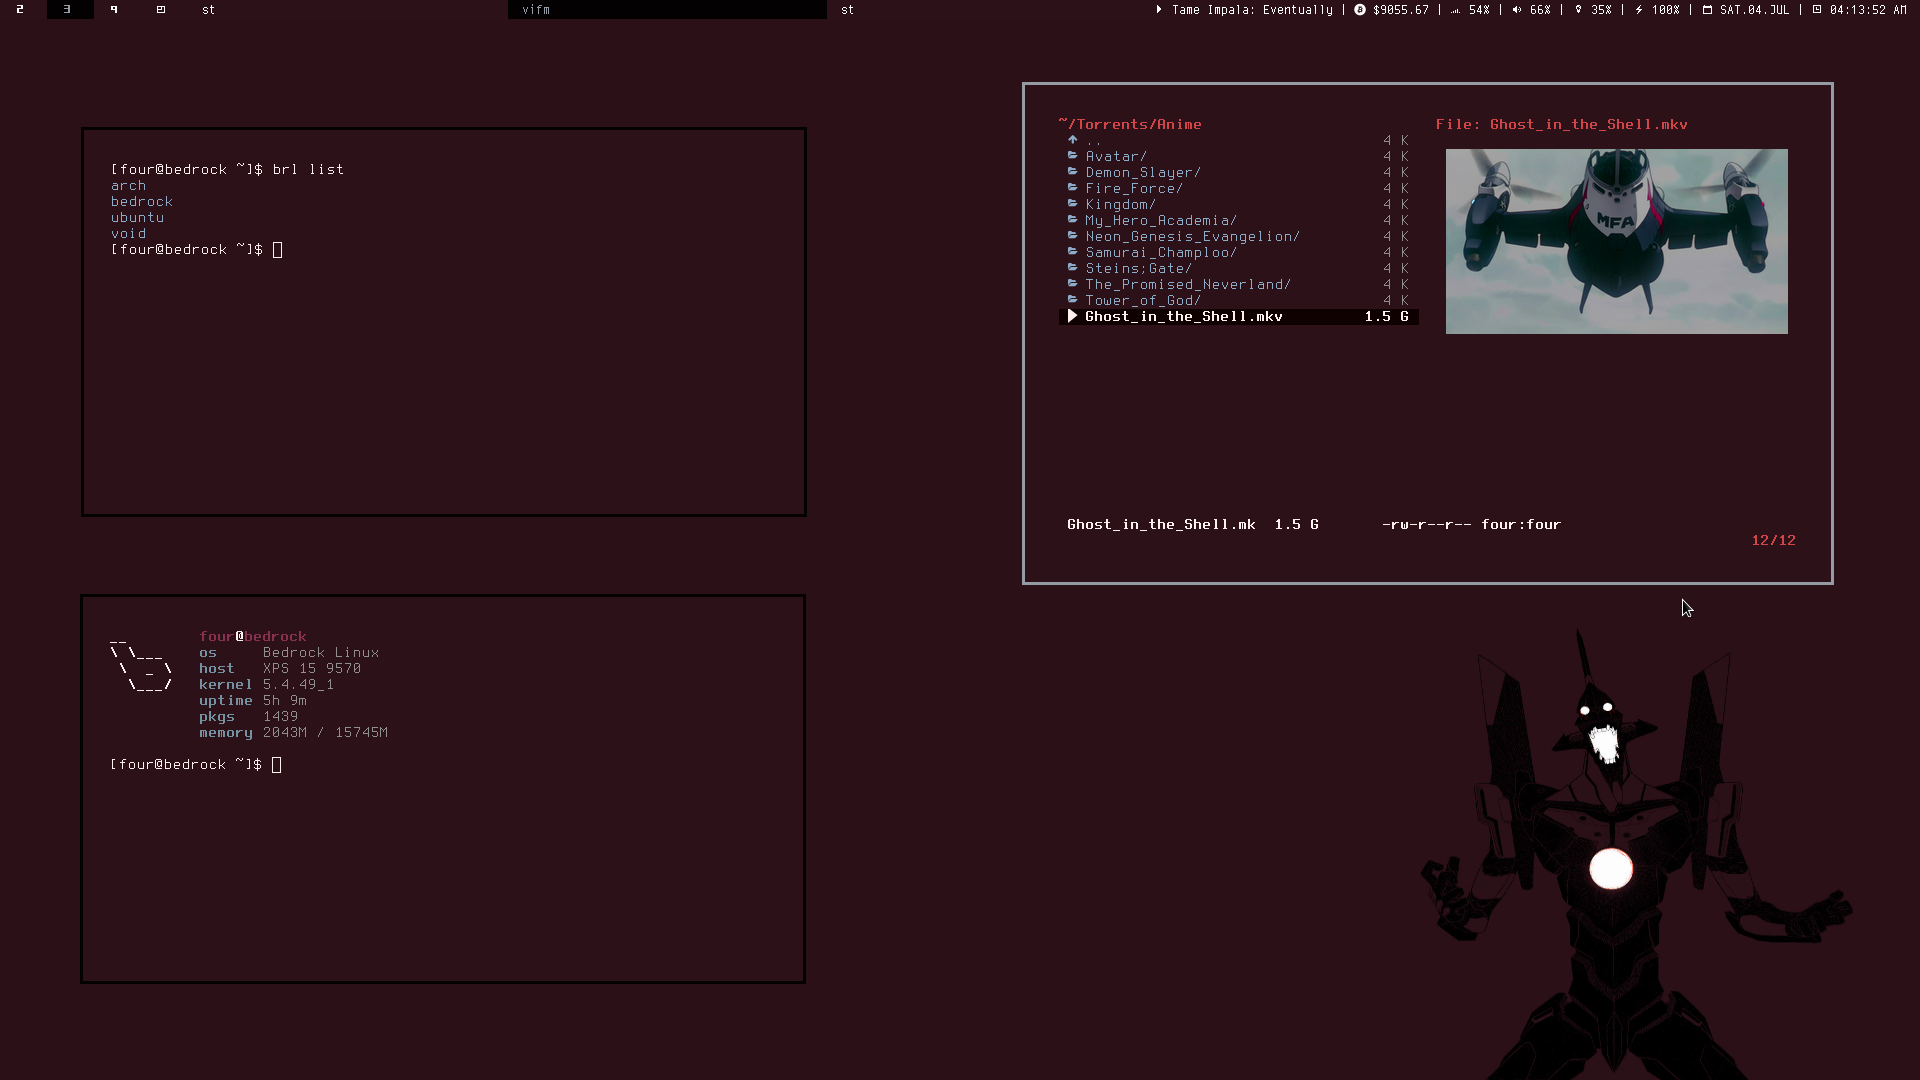 2 3 9 st vifm st Tame Impala: Eventually | $9055.67 | 54% | 66% | 35% | 100% | SAT.04.JUL | 04:13:52 AM
[four@bedrock ~]$ brl list
arch
bedrock
ubuntu
void
[four@bedrock ~]$
~/Torrents/Anime File: Ghost_in_the_Shell.mkv
.. 4 K
Avatar/ 4 K
Demon_Slayer/ 4 K
Fire_Force/ 4 K
Kingdom/ 4 K
My_Hero_Academia/ 4 K
Neon_Genesis_Evangelion/ 4 K
Samurai_Champloo/ 4 K
Steins;Gate/ 4 K
The_Promised_Neverland/ 4 K
Tower_of_God/ 4 K
Ghost_in_the_Shell.mkv 1.5 G
MFA
Ghost_in_the_Shell.mk 1.5 G -rw-r--r-- four:four
12/12
four@bedrock
os Bedrock Linux
host XPS 15 9570
kernel 5.4.49_1
uptime 5h 9m
pkgs 1439
memory 2043M / 15745M
[four@bedrock ~]$